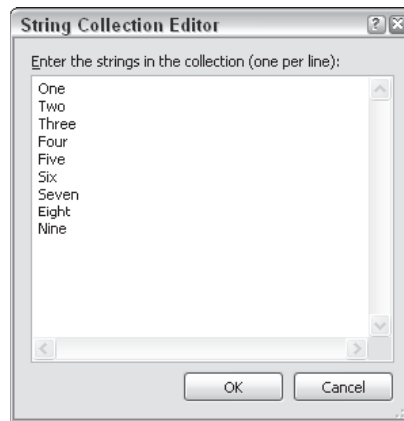 String Collection Editor
Enter the strings in the collection (one per line):
One
Two
Three
Four
Five
Six
Seven
Eight
Nine
OK Cancel